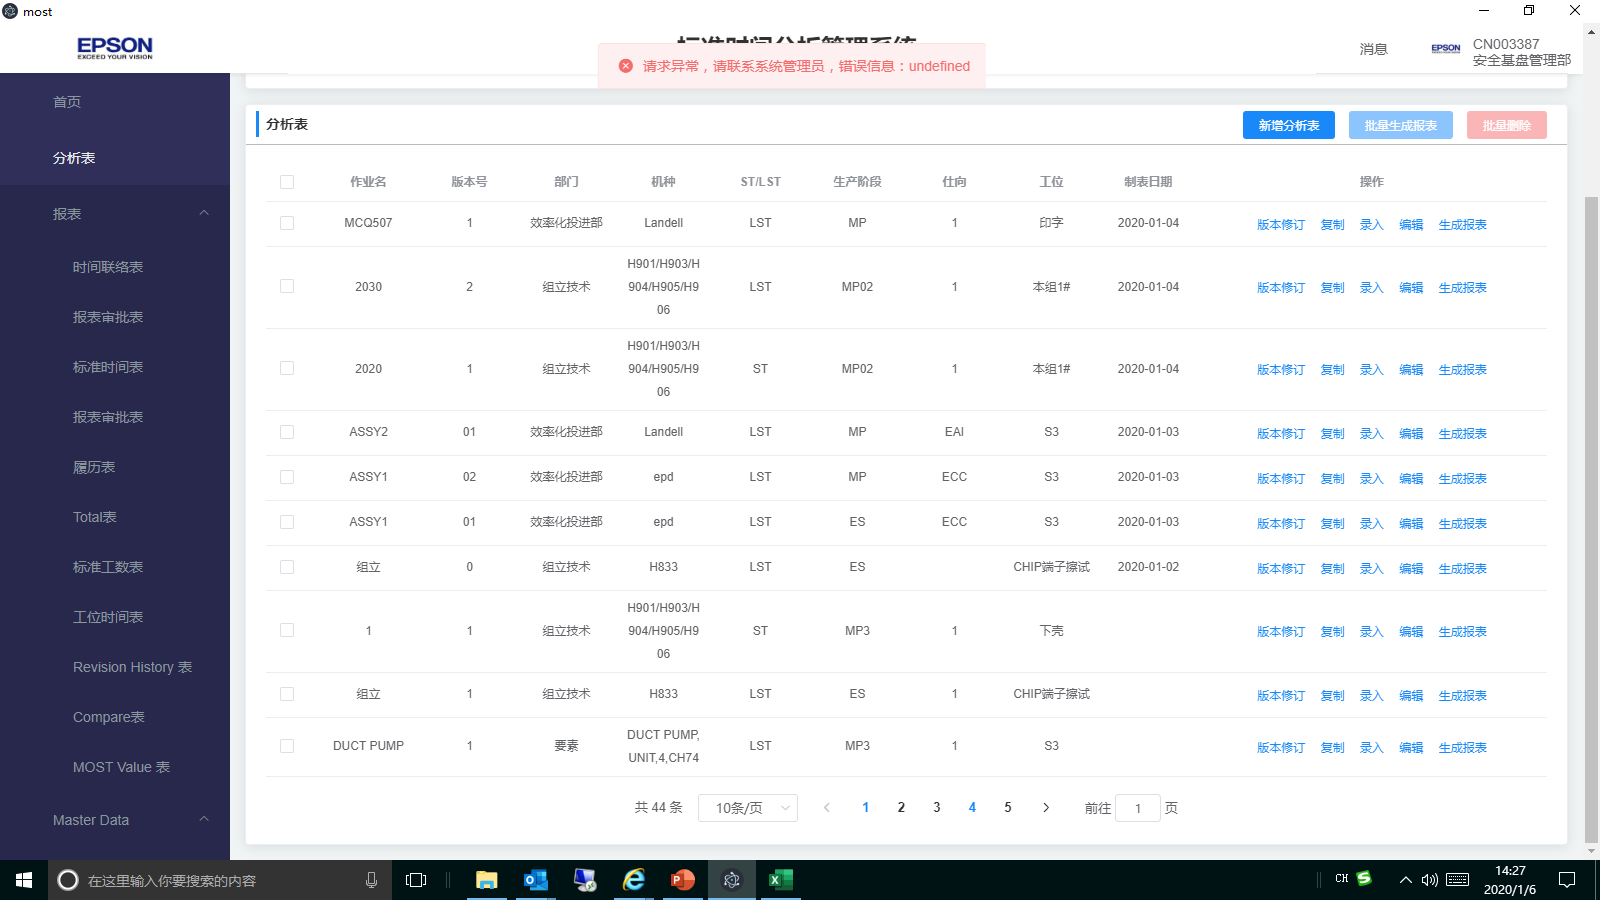 most
EPSON
EXCEED YOUR VISION
标准时间分析管理系统
请求异常，请联系系统管理员，错误信息：undefined
消息
EPSON
CN003387
安全基盘管理部
首页
分析表
报表
时间联络表
报表审批表
标准时间表
报表审批表
履历表
Total表
标准工数表
工位时间表
Revision History 表
Compare表
MOST Value 表
Master Data
分析表
新增分析表 批量生成报表 批量删除
作业名 版本号 部门 机种 ST/LST 生产阶段 仕向 工位 制表日期 操作
MCQ507 1 效率化投进部 Landell LST MP 1 印字 2020-01-04 版本修订 复制 录入 编辑 生成报表
H901/H903/H
2030 2 组立技术 904/H905/H9 LST MP02 1 本组1# 2020-01-04 版本修订 复制 录入 编辑 生成报表
06
H901/H903/H
2020 1 组立技术 904/H905/H9 ST MP02 1 本组1# 2020-01-04 版本修订 复制 录入 编辑 生成报表
06
ASSY2 01 效率化投进部 Landell LST MP EAI S3 2020-01-03 版本修订 复制 录入 编辑 生成报表
ASSY1 02 效率化投进部 epd LST MP ECC S3 2020-01-03 版本修订 复制 录入 编辑 生成报表
ASSY1 01 效率化投进部 epd LST ES ECC S3 2020-01-03 版本修订 复制 录入 编辑 生成报表
组立 0 组立技术 H833 LST ES CHIP端子擦试 2020-01-02 版本修订 复制 录入 编辑 生成报表
H901/H903/H
1 1 组立技术 904/H905/H9 ST MP3 1 下壳 版本修订 复制 录入 编辑 生成报表
06
组立 1 组立技术 H833 LST ES 1 CHIP端子擦试 版本修订 复制 录入 编辑 生成报表
DUCT PUMP,
DUCT PUMP 1 要素 LST MP3 1 S3 版本修订 复制 录入 编辑 生成报表
UNIT,4,CH74
共 44 条 10条/页 1 2 3 4 5 前往 1 页
在这里输入你要搜索的内容
CH
14:27
2020/1/6